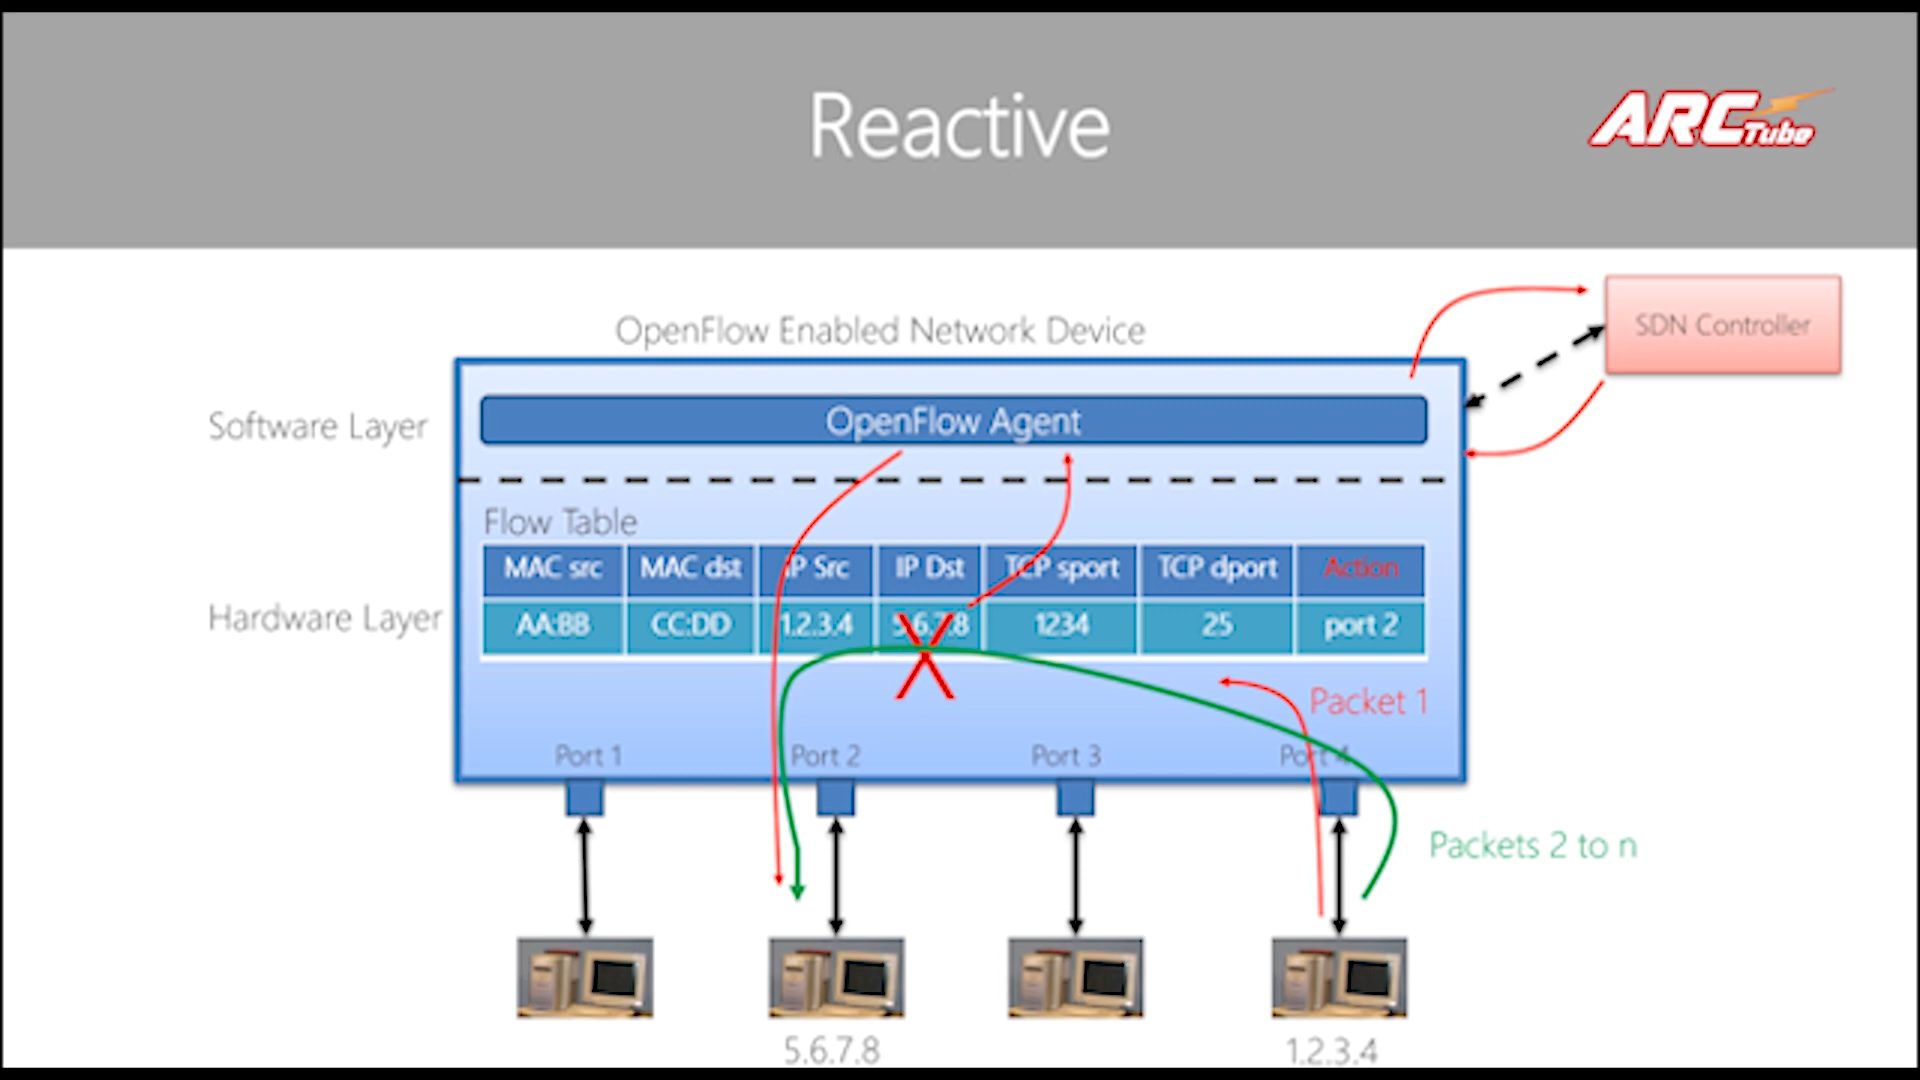 Reactive
ARC Tube
OpenFlow Enabled Network Device
SDN Controller
Software Layer
OpenFlow Agent
Flow Table
MAC src MAC dst IP Src IP Dst TCP sport TCP dport Action
Hardware Layer
AA:BB CC:DD 1.2.3.4 5.6.7.8 1234 25 port 2
X
Packet 1
Port 1 Port 2 Port 3 Port 4
Packets 2 to n
5.6.7.8 1.2.3.4